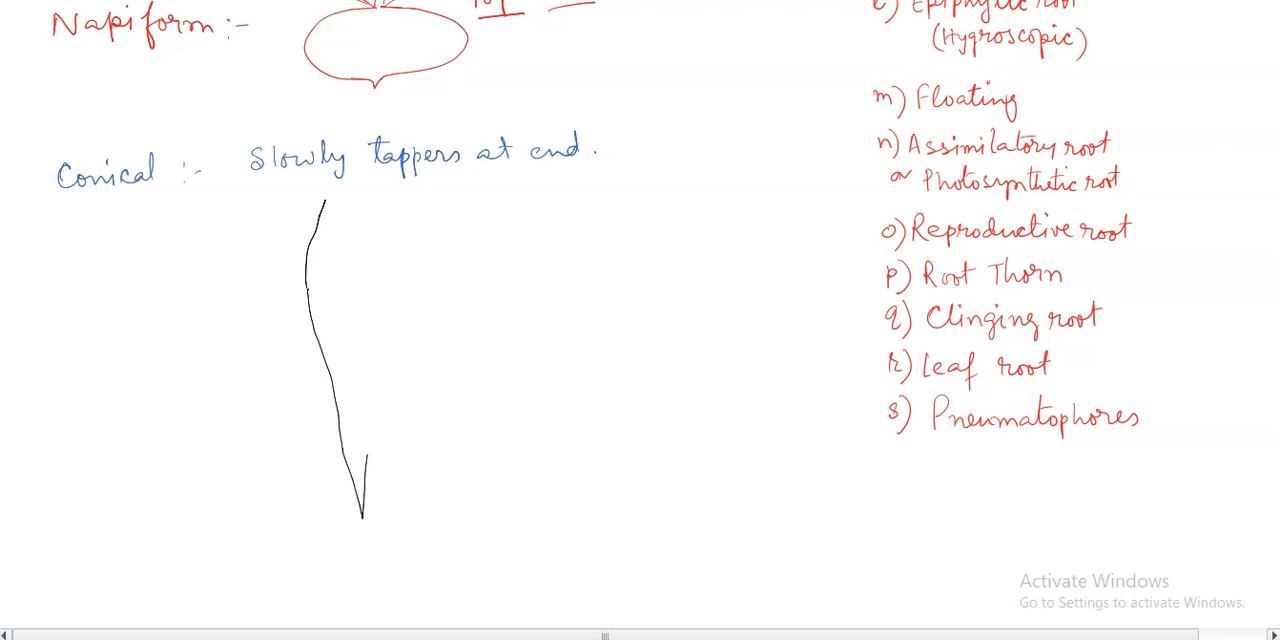 Napiform:-
Conical :- Slowly tappers at end.
(Hygroscopic)
m) Floating
n) Assimilatory root
or Photosynthetic root
o) Reproductive root
p) Root Thorn
q) Clinging root
r) Leaf root
s) Pneumatophores
Activate Windows
Go to Settings to activate Windows.